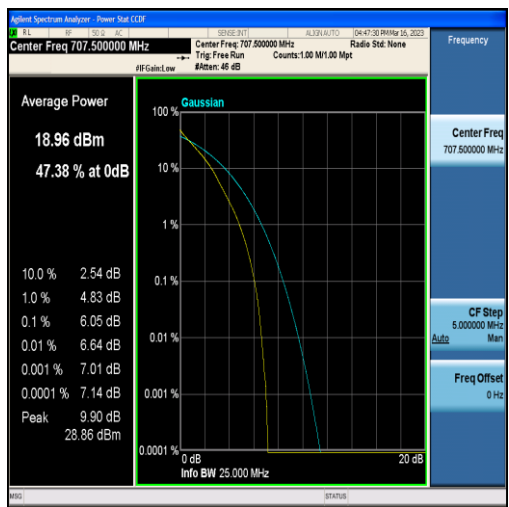 Agilent Spectrum Analyzer - Power Stat CCDF
RL RF 50 Ω AC SENSE:INT ALIGN AUTO 04:47:30 PM Mar 16, 2023
Center Freq 707.500000 MHz
Center Freq: 707.500000 MHz Radio Std: None
Trig: Free Run Counts:1.00 M/1.00 Mpt
#IFGain:Low #Atten: 46 dB
Frequency
Average Power
18.96 dBm
47.38 % at 0dB
10.0 % 2.54 dB
1.0 % 4.83 dB
0.1 % 6.05 dB
0.01 % 6.64 dB
0.001 % 7.01 dB
0.0001 % 7.14 dB
Peak 9.90 dB
28.86 dBm
Gaussian
100 %
10 %
1 %
0.1 %
0.01 %
0.001 %
0.0001 %
0 dB 20 dB
Info BW 25.000 MHz
Center Freq
707.500000 MHz
CF Step
5.000000 MHz
Auto Man
Freq Offset
0 Hz
MSG STATUS